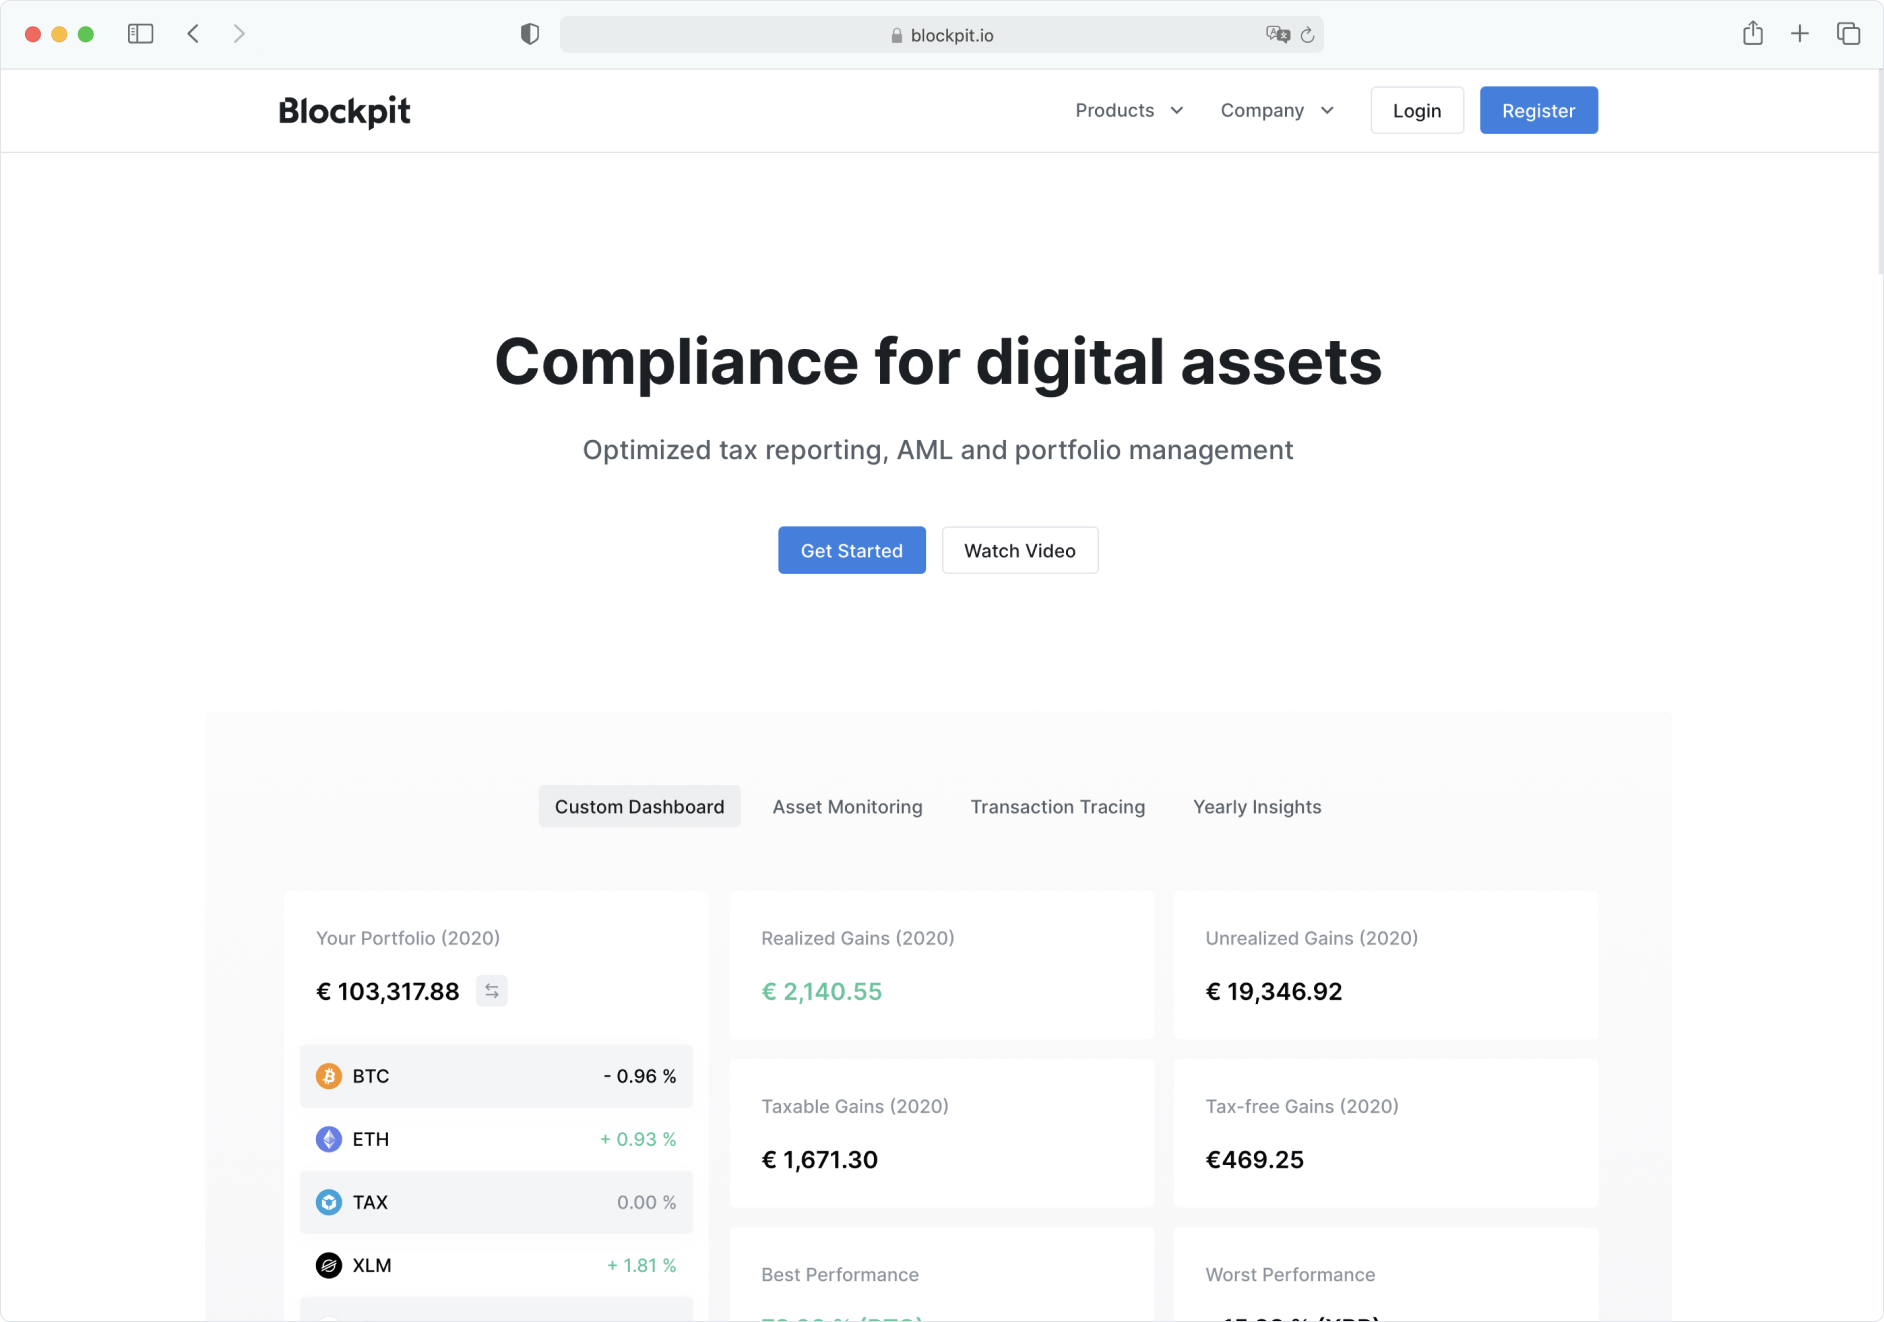 blockpit.io
Blockpit
Products
Company
Login
Register
Compliance for digital assets
Optimized tax reporting, AML and portfolio management
Get Started
Watch Video
Custom Dashboard
Asset Monitoring
Transaction Tracing
Yearly Insights
Your Portfolio (2020)
€ 103,317.88
BTC - 0.96 %
ETH + 0.93 %
TAX 0.00 %
XLM + 1.81 %
Realized Gains (2020)
€ 2,140.55
Unrealized Gains (2020)
€ 19,346.92
Taxable Gains (2020)
€ 1,671.30
Tax-free Gains (2020)
€469.25
Best Performance
Worst Performance